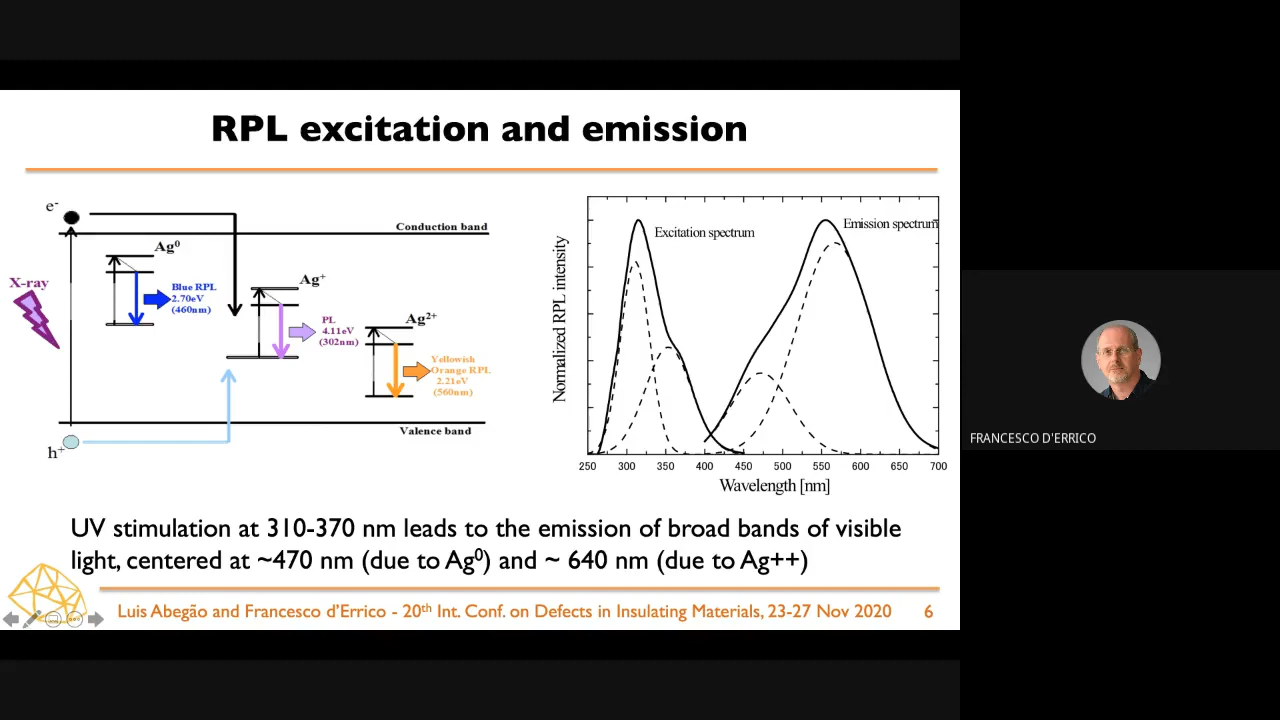 RPL excitation and emission
e-
Conduction band
Ag0
X-ray
Blue RPL
2.70eV
(460nm)
Ag+
PL
4.11eV
(302nm)
Ag2+
Yellowish
Orange RPL
2.21eV
(560nm)
Valence band
h+
Normalized RPL intensity
Excitation spectrum
Emission spectrum
250 300 350 400 450 500 550 600 650 700
Wavelength [nm]
UV stimulation at 310-370 nm leads to the emission of broad bands of visible
light, centered at ~470 nm (due to Ag0) and ~ 640 nm (due to Ag++)
Luis Abegão and Francesco d'Errico - 20th Int. Conf. on Defects in Insulating Materials, 23-27 Nov 2020 6
FRANCESCO D'ERRICO